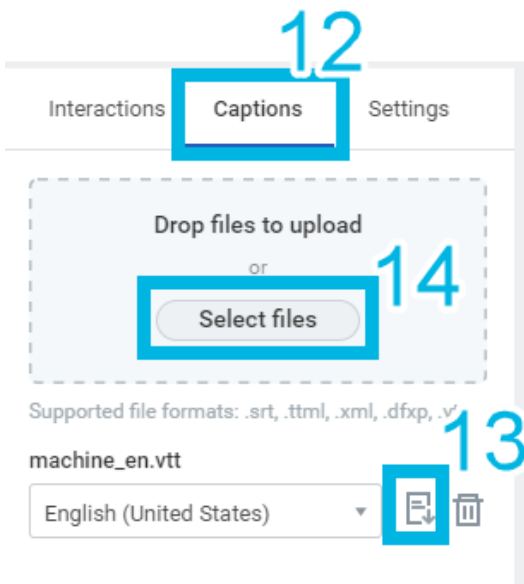 12
Interactions Captions Settings
Drop files to upload
or
14
Select files
Supported file formats: .srt, .ttml, .xml, .dfxp,
13
machine_en.vtt
English (United States)